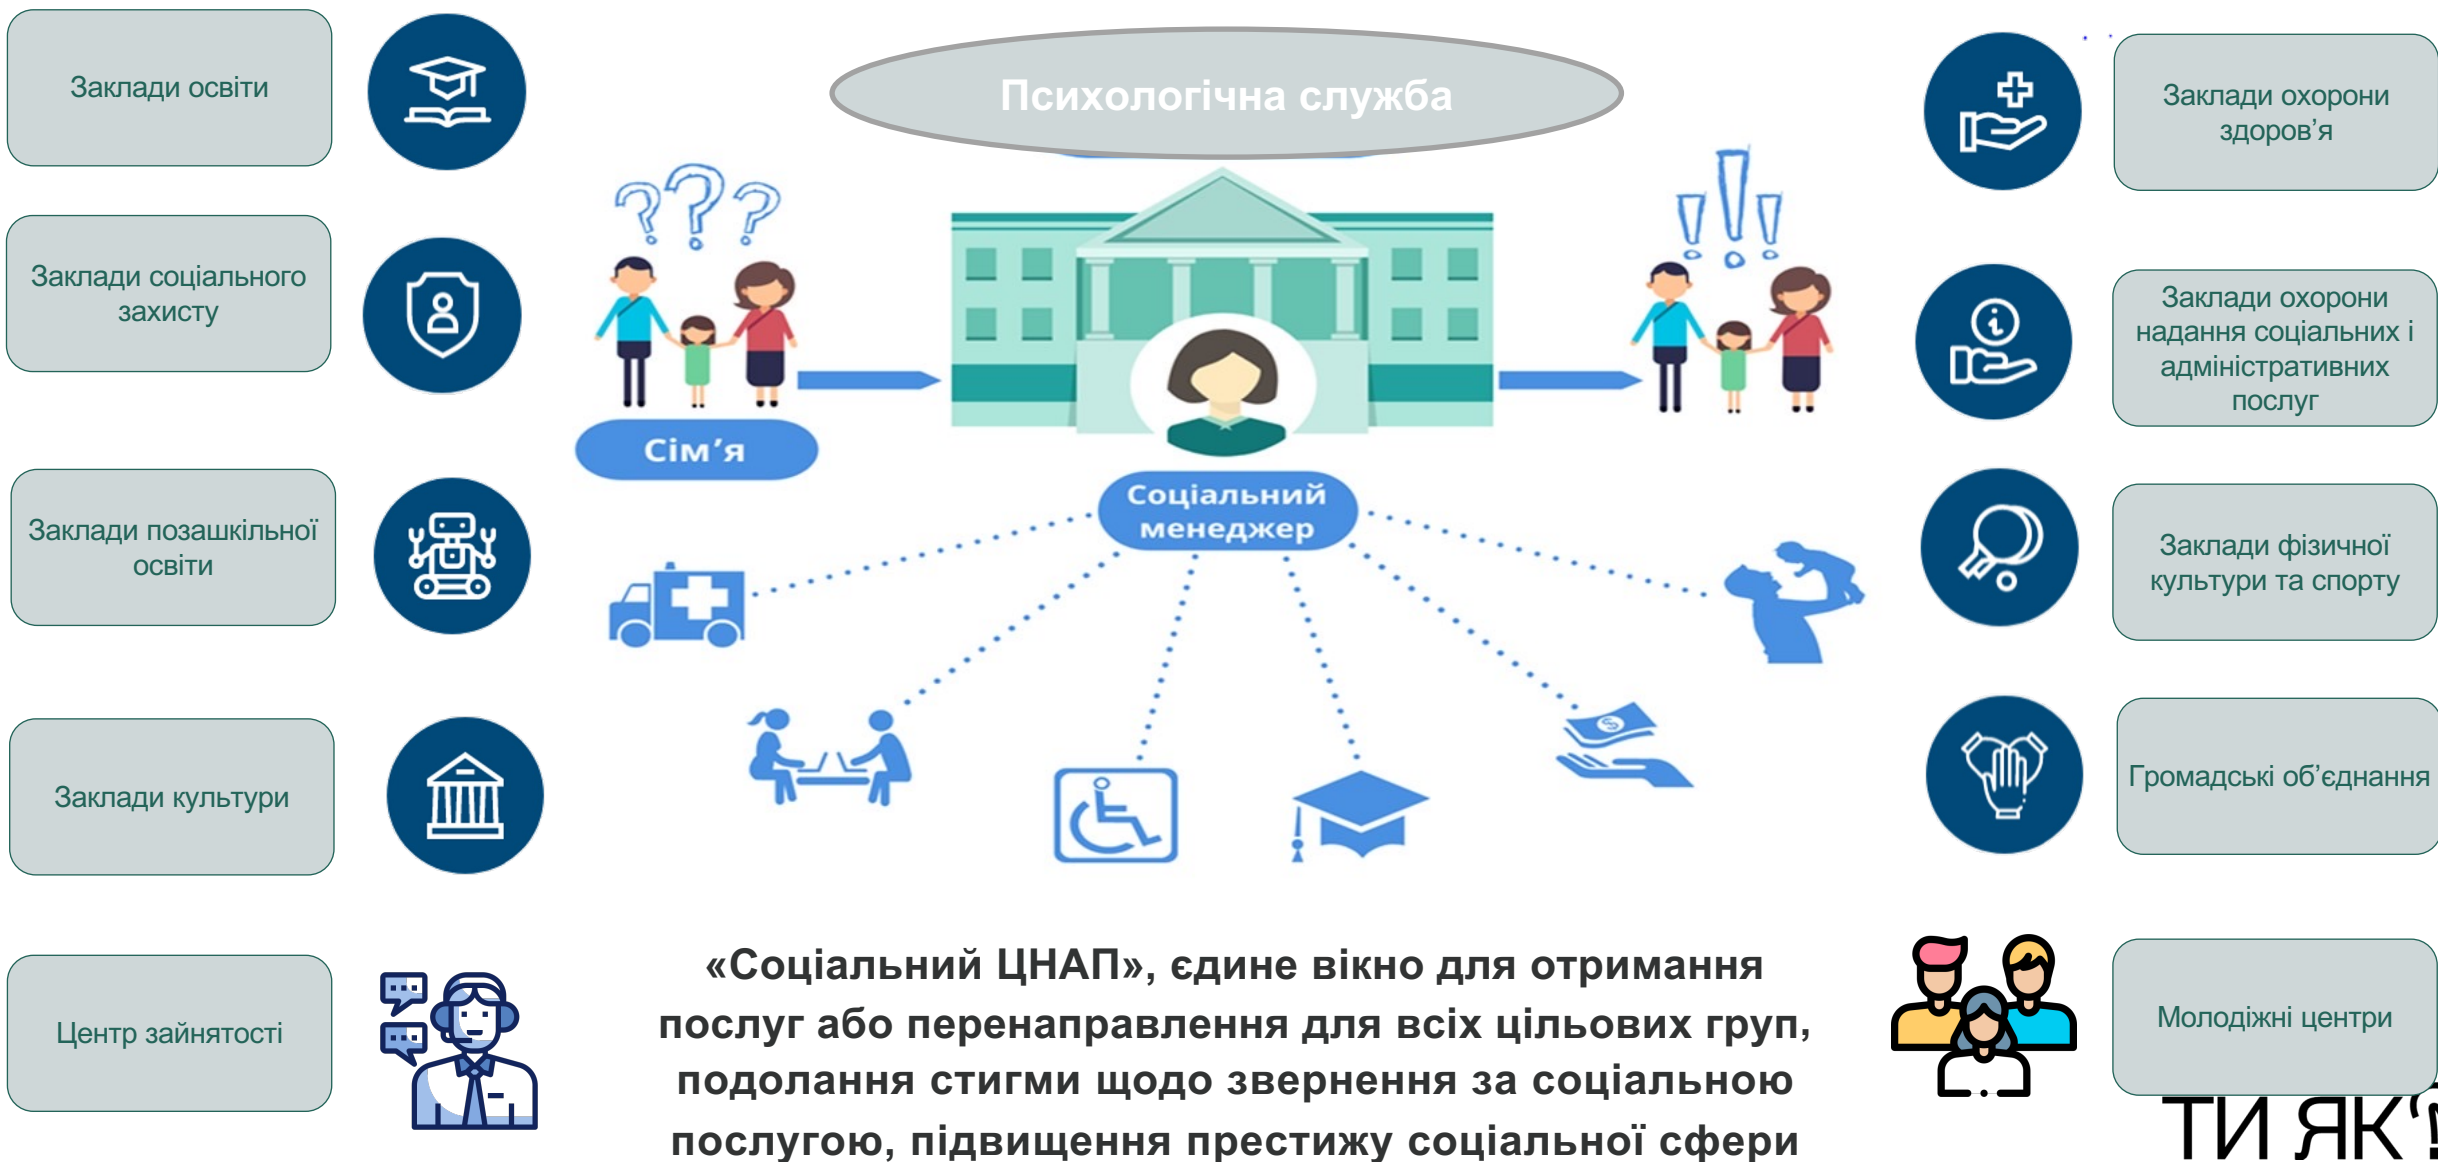 Заклади освіти
Заклади соціального
захисту
Заклади позашкільної
освіти
Заклади культури
Центр зайнятості
Психологічна служба
Сім’я
Соціальний
менеджер
«Соціальний ЦНАП», єдине вікно для отримання
послуг або перенаправлення для всіх цільових груп,
подолання стигми щодо звернення за соціальною
послугою, підвищення престижу соціальної сфери
Заклади охорони
здоров’я
Заклади охорони
надання соціальних і
адміністративних
послуг
Заклади фізичної
культури та спорту
Громадські об’єднання
Молодіжні центри
ТИ ЯК?